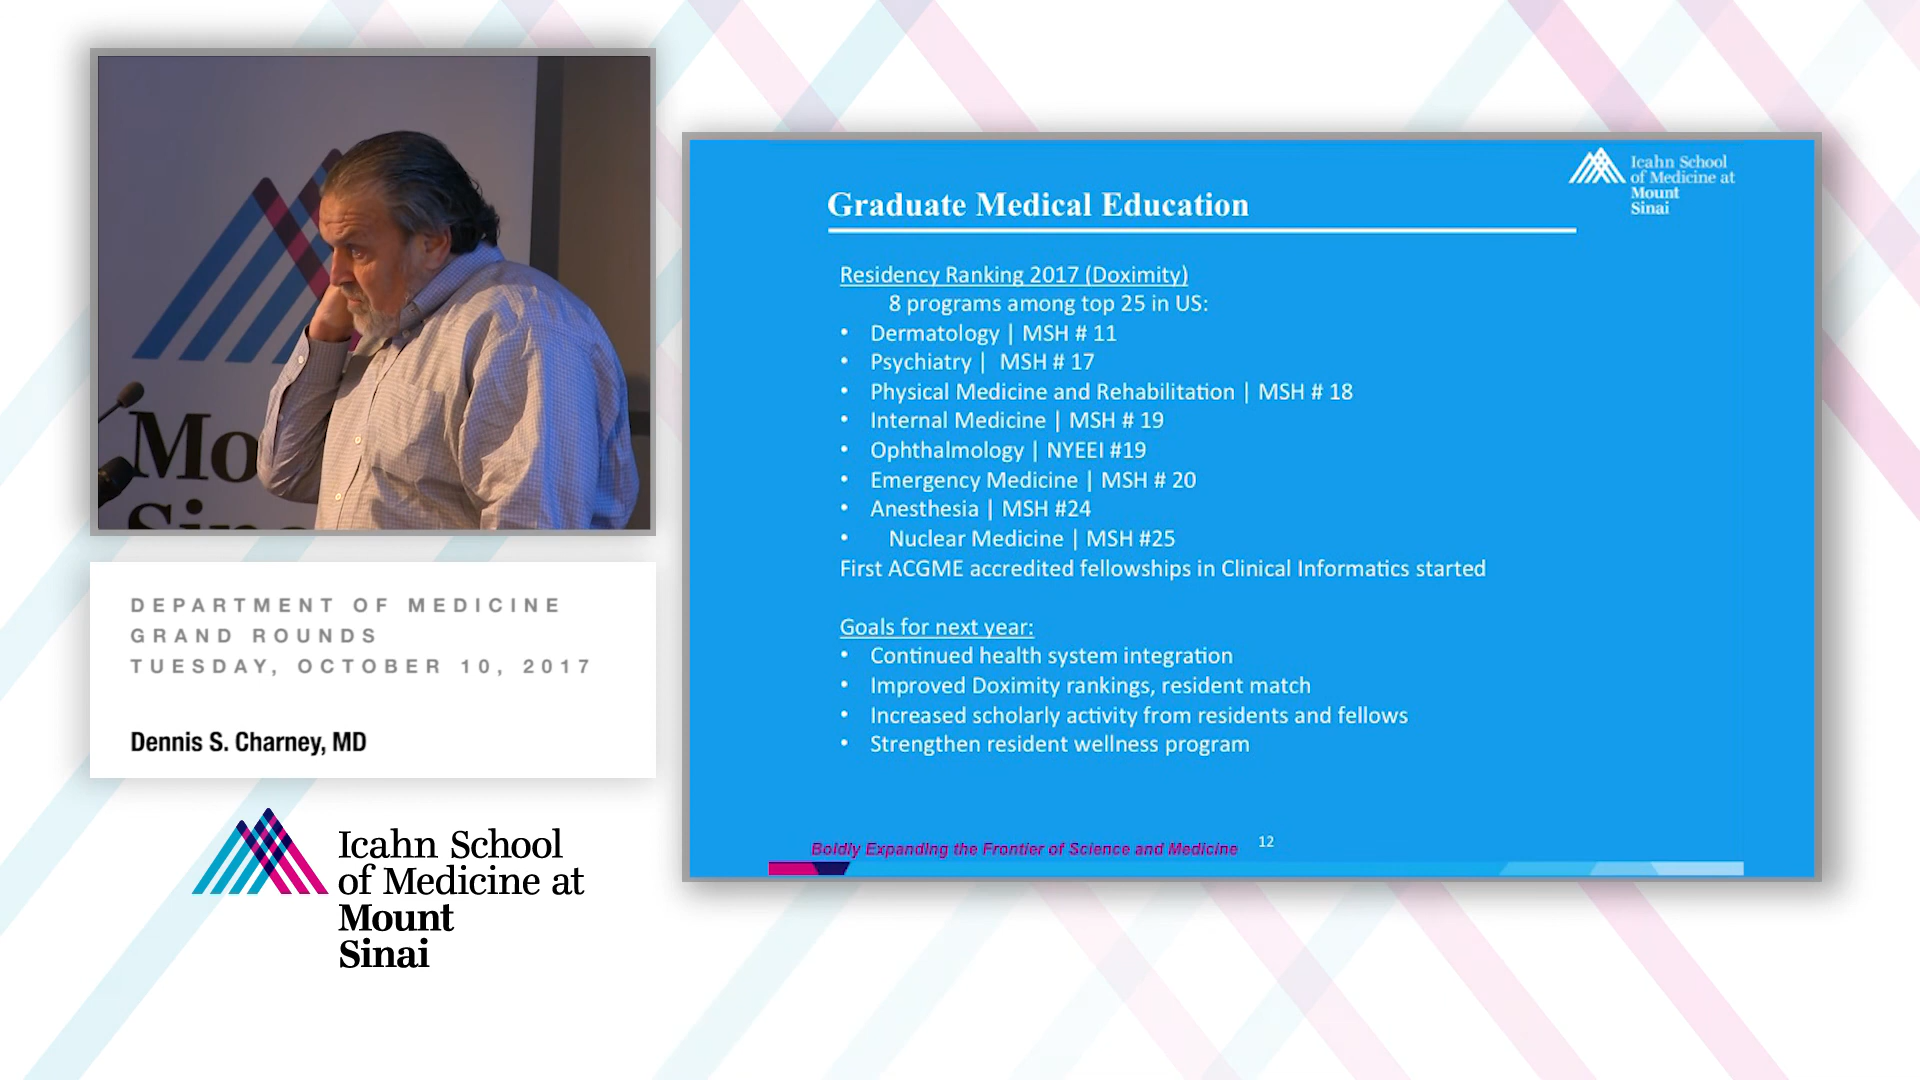 Mo
DEPARTMENT OF MEDICINE
GRAND ROUNDS
TUESDAY, OCTOBER 10, 2017
Dennis S. Charney, MD
Icahn School
of Medicine at
Mount
Sinai
Icahn School
of Medicine at
Mount
Sinai
Graduate Medical Education
Residency Ranking 2017 (Doximity)
8 programs among top 25 in US:
• Dermatology | MSH # 11
• Psychiatry | MSH # 17
• Physical Medicine and Rehabilitation | MSH # 18
• Internal Medicine | MSH # 19
• Ophthalmology | NYEEI #19
• Emergency Medicine | MSH # 20
• Anesthesia | MSH #24
• Nuclear Medicine | MSH #25
First ACGME accredited fellowships in Clinical Informatics started
Goals for next year:
• Continued health system integration
• Improved Doximity rankings, resident match
• Increased scholarly activity from residents and fellows
• Strengthen resident wellness program
Boldly Expanding the Frontier of Science and Medicine
12